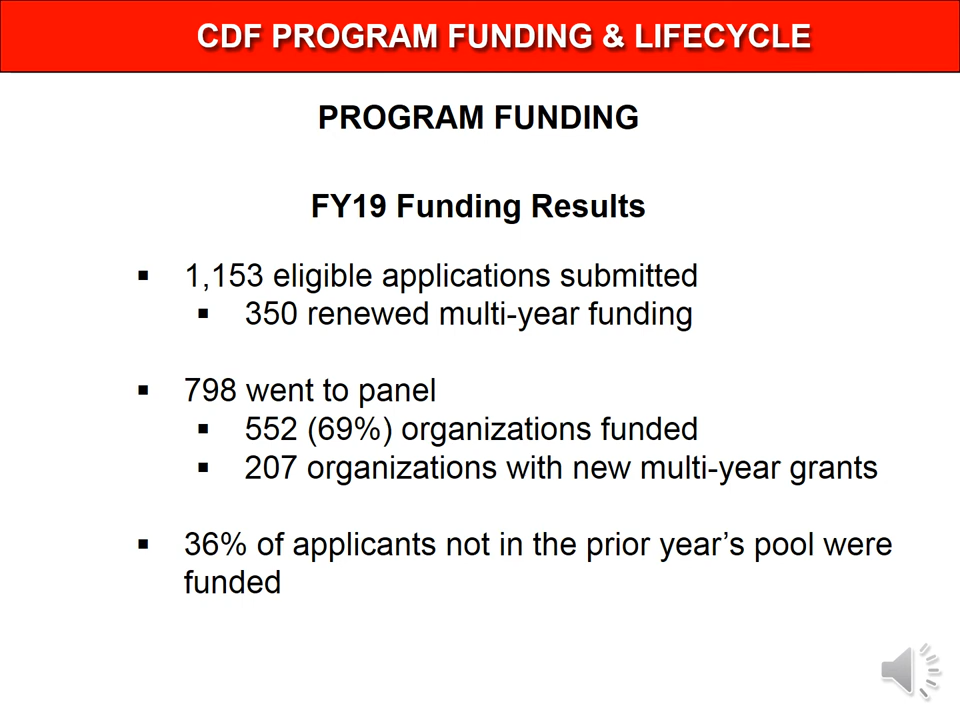 CDF PROGRAM FUNDING & LIFECYCLE
PROGRAM FUNDING
FY19 Funding Results
▪ 1,153 eligible applications submitted
▪ 350 renewed multi-year funding
▪ 798 went to panel
▪ 552 (69%) organizations funded
▪ 207 organizations with new multi-year grants
▪ 36% of applicants not in the prior year’s pool were
funded